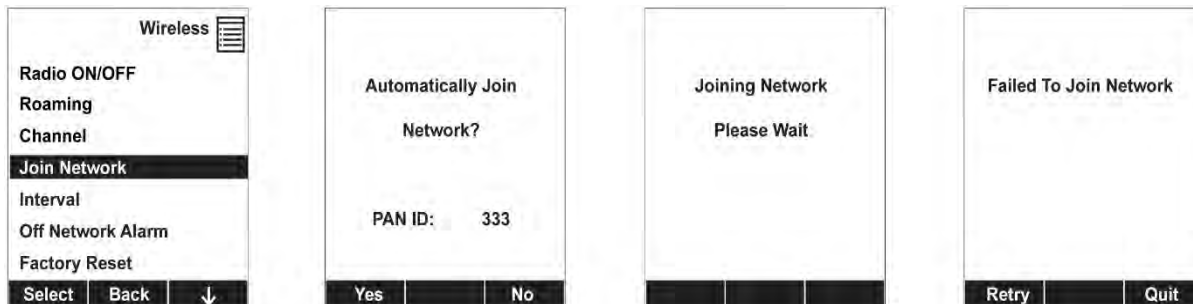 Wireless
Radio ON/OFF
Roaming
Channel
Join Network
Interval
Off Network Alarm
Factory Reset
Select Back ↓
Automatically Join
Network?
PAN ID: 333
Yes No
Joining Network
Please Wait
Failed To Join Network
Retry Quit